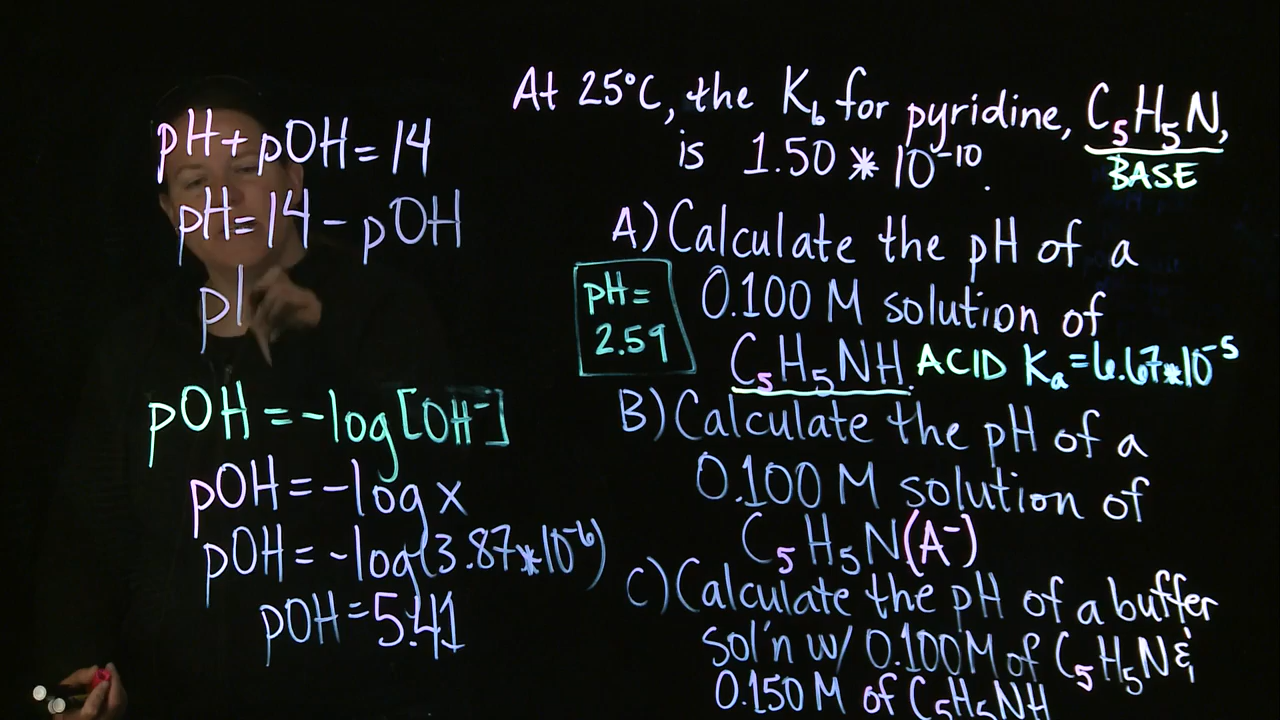 pH + pOH = 14
pH = 14 - pOH
pH
pOH = -log[OH⁻]
pOH = -log x
pOH = -log(3.87*10⁻⁶)
pOH = 5.41
At 25°C, the K_b for pyridine, C₅H₅N,
is 1.50 * 10⁻¹⁰.
BASE
A) Calculate the pH of a
0.100 M solution of
C₅H₅NH. ACID Kₐ = 6.67*10⁻⁵
pH =
2.59
B) Calculate the pH of a
0.100 M solution of
C₅H₅N (A⁻)
C) Calculate the pH of a buffer
sol'n w/ 0.100 M of C₅H₅N &
0.150 M of C₅H₅NH